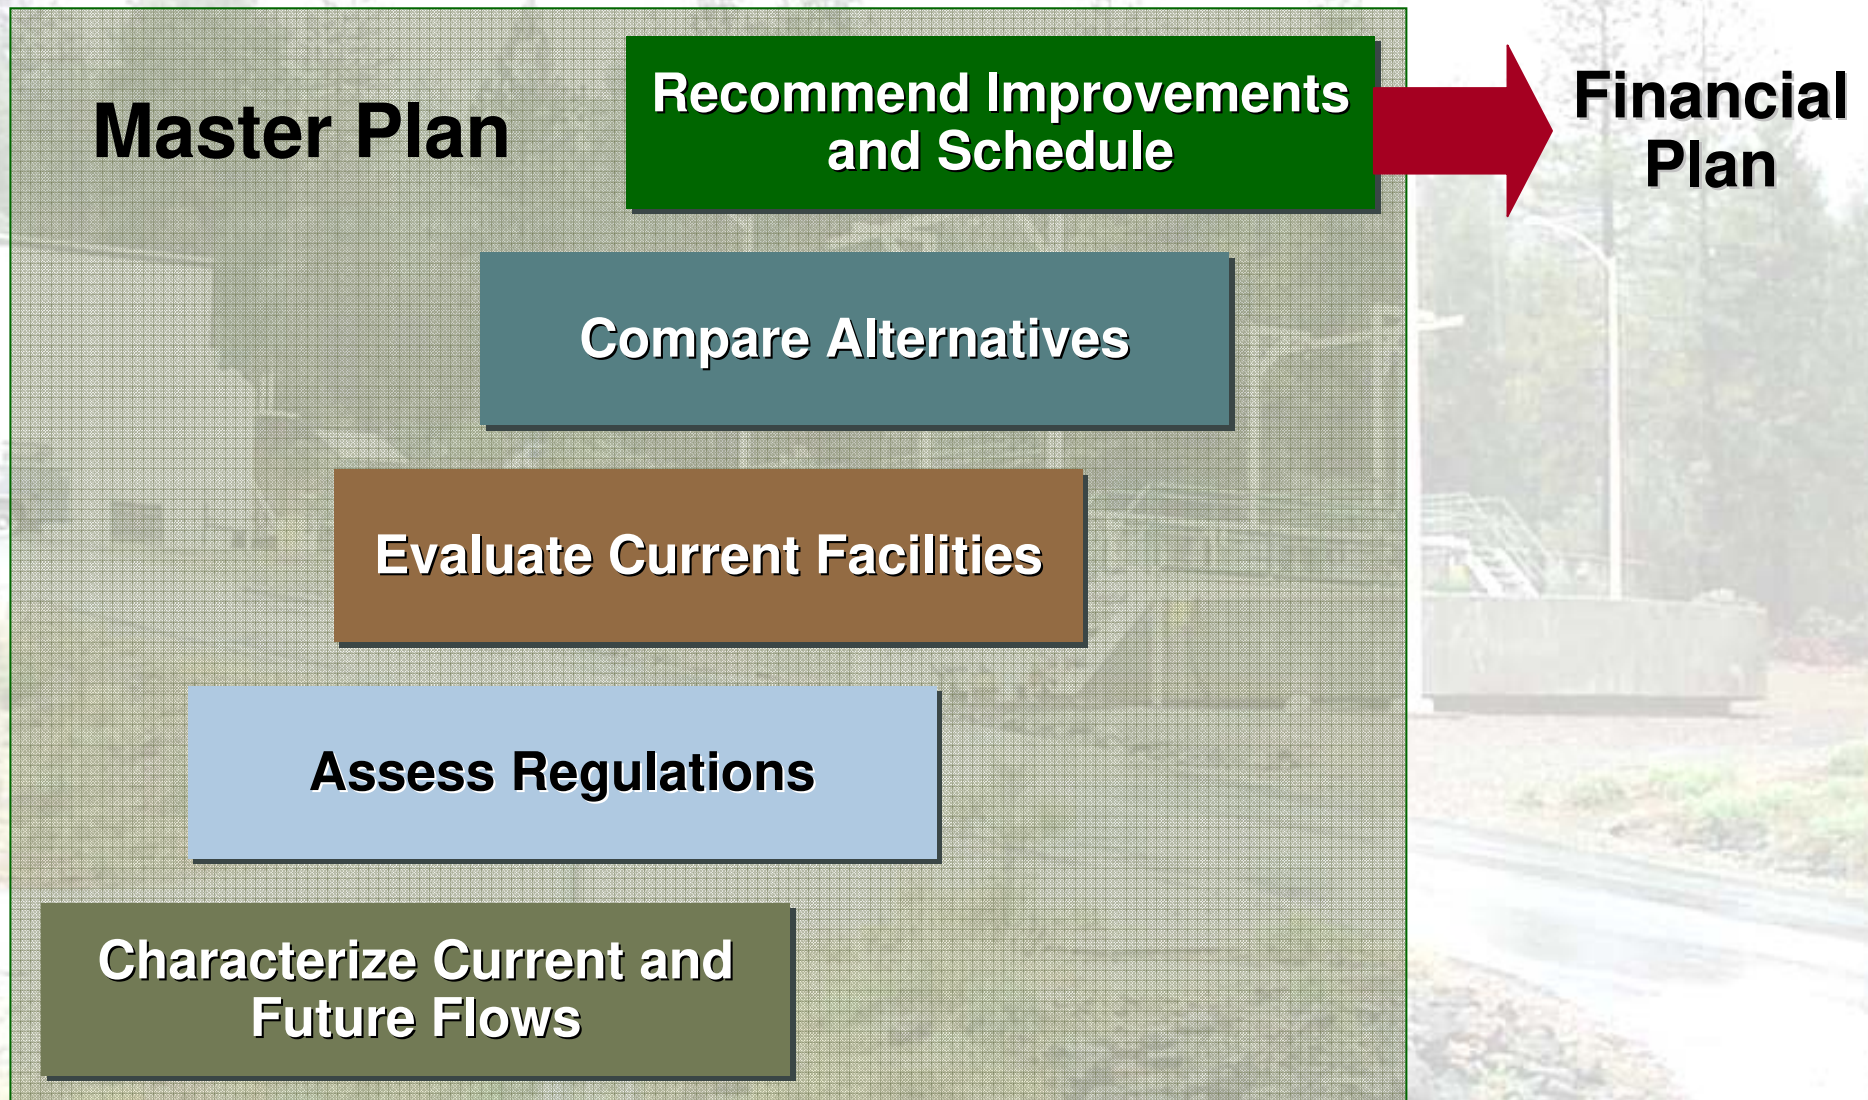 Master Plan
Recommend Improvements
and Schedule
Financial
Plan
Compare Alternatives
Evaluate Current Facilities
Assess Regulations
Characterize Current and
Future Flows